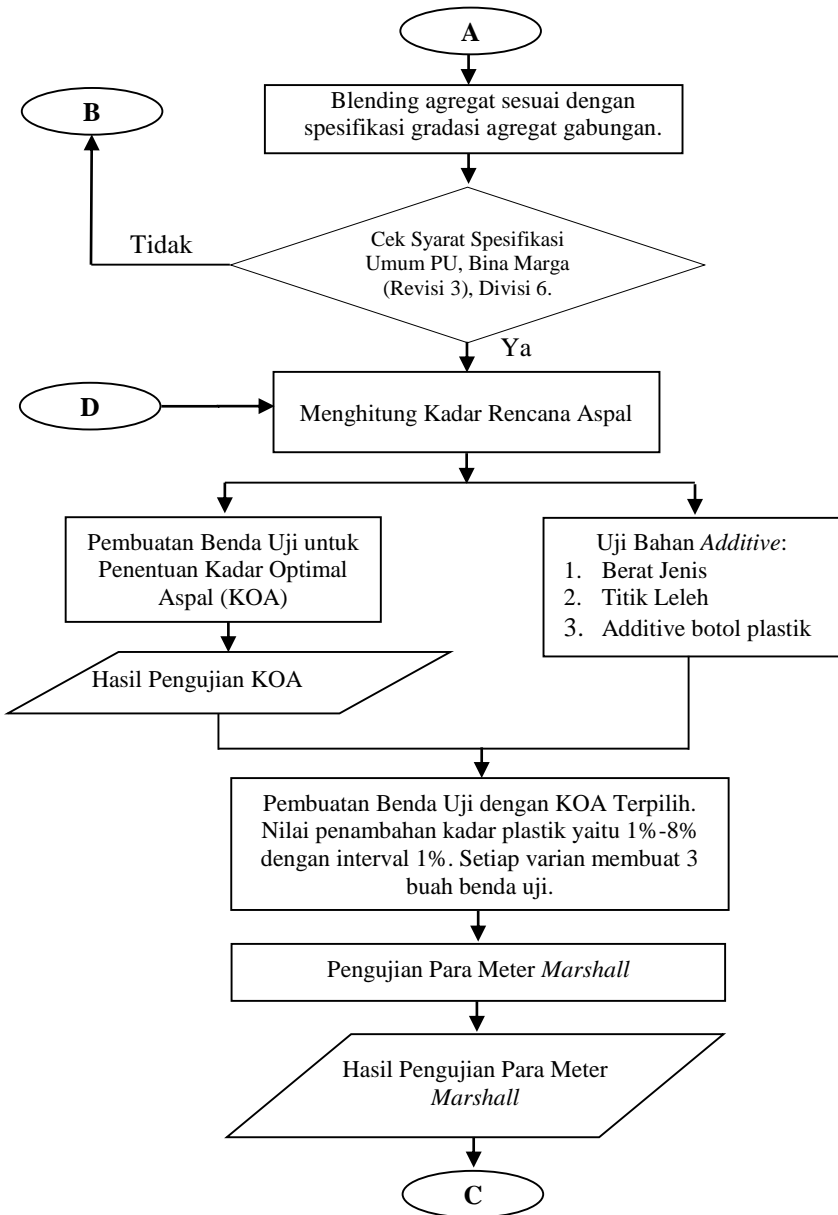 A
Blending agregat sesuai dengan
spesifikasi gradasi agregat gabungan.
B
Tidak
Cek Syarat Spesifikasi
Umum PU, Bina Marga
(Revisi 3), Divisi 6.
Ya
D
Menghitung Kadar Rencana Aspal
Pembuatan Benda Uji untuk
Penentuan Kadar Optimal
Aspal (KOA)
Uji Bahan Additive:
1. Berat Jenis
2. Titik Leleh
3. Additive botol plastik
Hasil Pengujian KOA
Pembuatan Benda Uji dengan KOA Terpilih.
Nilai penambahan kadar plastik yaitu 1%-8%
dengan interval 1%. Setiap varian membuat 3
buah benda uji.
Pengujian Para Meter Marshall
Hasil Pengujian Para Meter
Marshall
C